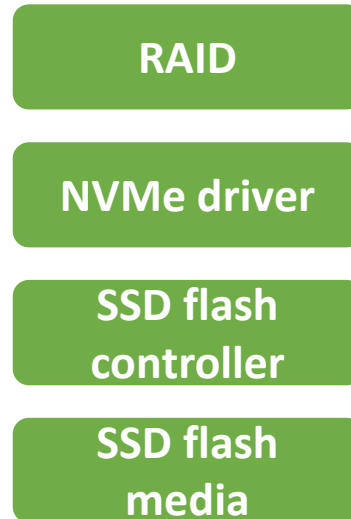 RAID
NVMe driver
SSD flash
controller
SSD flash
media